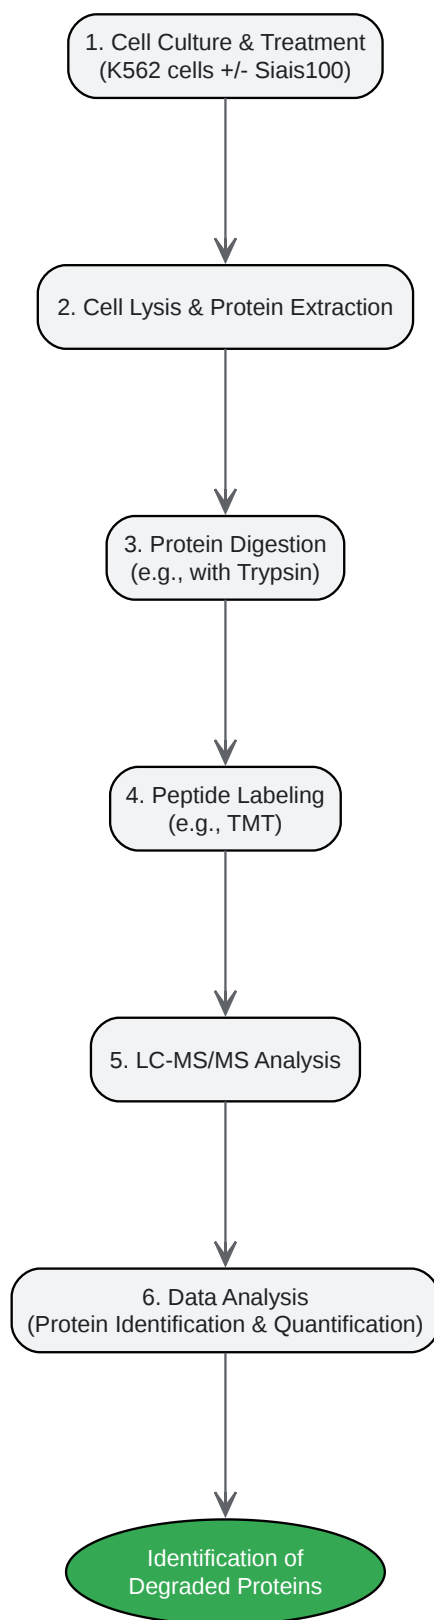 1. Cell Culture & Treatment
(K562 cells +/- Siais100)
2. Cell Lysis & Protein Extraction
3. Protein Digestion
(e.g., with Trypsin)
4. Peptide Labeling
(e.g., TMT)
5. LC-MS/MS Analysis
6. Data Analysis
(Protein Identification & Quantification)
Identification of
Degraded Proteins